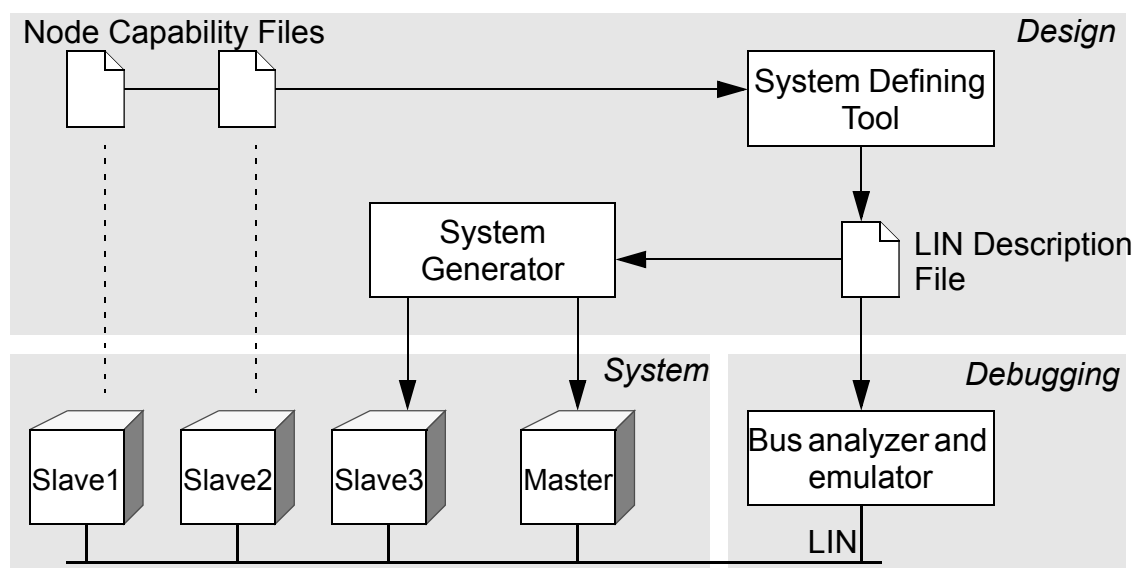 Node Capability Files
Design
System Defining
Tool
System
Generator
LIN Description
File
System
Debugging
Slave1
Slave2
Slave3
Master
Bus analyzer and
emulator
LIN